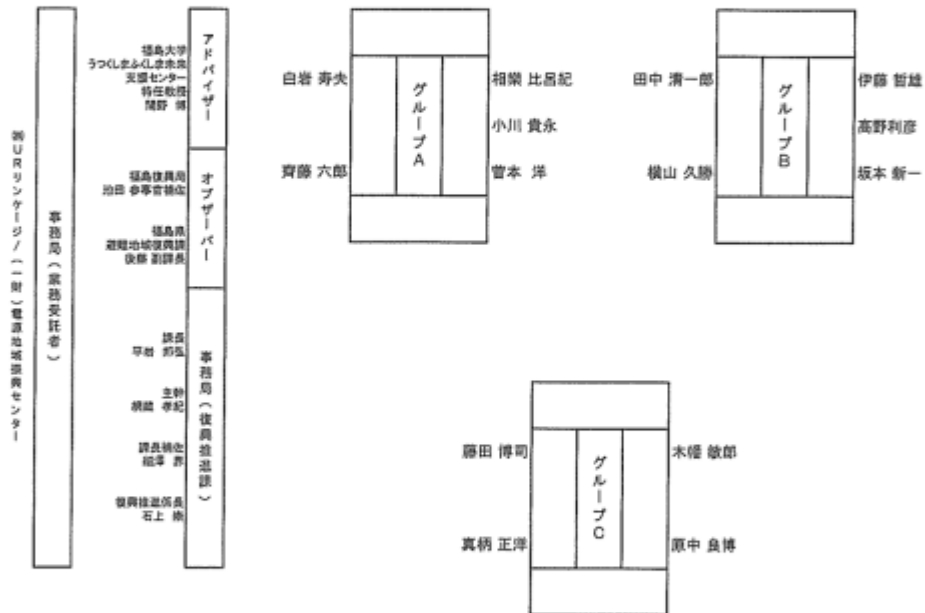 ㈱URリンケージ/(一財)電源地域振興センター
事務局(業務受託者)
福島大学
うつくしまふくしま未来
支援センター
特任教授
間野 博
アドバイザー
福島復興局
池田 参事官補佐
福島県
避難地域復興課
後藤 副課長
オブザーバー
課長
平岩 邦弘
主幹
網藏 孝紀
課長補佐
細澤 界
復興推進係長
石上 崇
事務局(復興推進課)
白岩 寿夫
齊藤 六郎
グループA
相樂 比呂紀
小川 貴永
菅本 洋
田中 清一郎
横山 久勝
グループB
伊藤 哲雄
高野利彦
坂本 新一
藤田 博司
真柄 正洋
グループC
木幡 敏郎
原中 良博